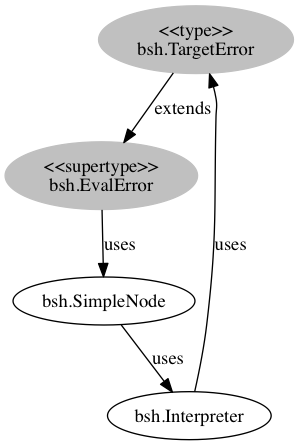 <<type>>
bsh.TargetError
extends
<<supertype>>
bsh.EvalError
uses
uses
bsh.SimpleNode
uses
bsh.Interpreter